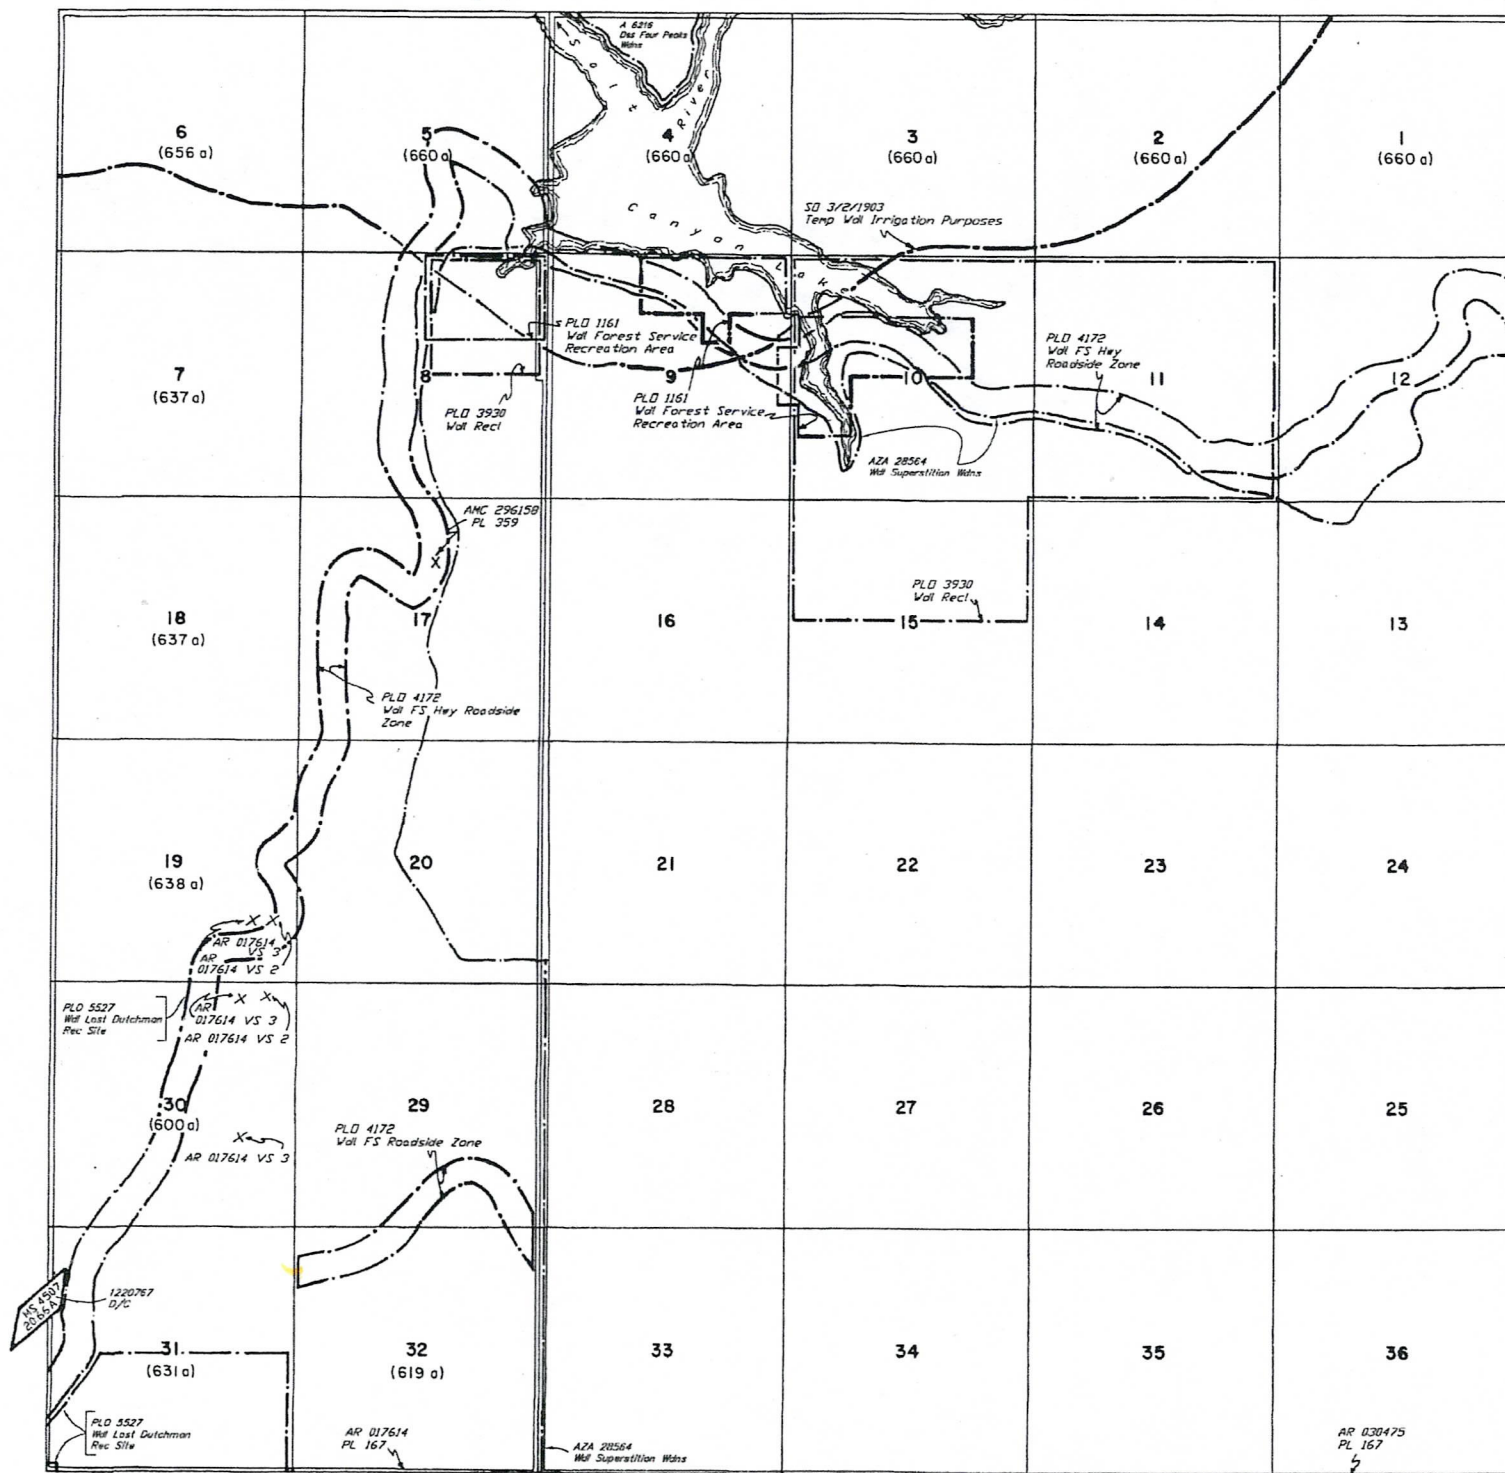 A 6216
Des Four Peaks
Wdns
Salt
River
6
(656 a)
5
(660 a)
4
(660 a)
3
(660 a)
2
(660 a)
1
(660 a)
Canyon
Lake
SO 3/2/1903
Temp Wdl Irrigation Purposes
PLO 1161
Wdl Forest Service
Recreation Area
PLO 4172
Wdl FS Hwy
Roadside Zone
7
(637 a)
8
9
10
11
12
PLO 3930
Wdl Recl
PLO 1161
Wdl Forest Service
Recreation Area
AZA 28564
Wdl Superstition Wdns
AMC 296158
PL 359
PLO 3930
Wdl Recl
18
(637 a)
17
16
15
14
13
PLO 4172
Wdl FS Hwy Roadside
Zone
19
(638 a)
20
21
22
23
24
AR 017614
VS 3
AR
017614 VS 2
PLO 5527
Wdl Lost Dutchman
Rec Site
AR
017614 VS 3
AR 017614 VS 2
30
(600 a)
29
28
27
26
25
PLO 4172
Wdl FS Roadside Zone
AR 017614 VS 3
MS 4507
20.66 A
1220767
D/C
31
(631 a)
32
(619 a)
33
34
35
36
PLO 5527
Wdl Lost Dutchman
Rec Site
AR 017614
PL 167
AZA 28564
Wdl Superstition Wdns
AR 030475
PL 167